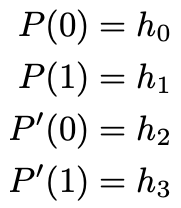 P(0) = h₀
P(1) = h₁
P′(0) = h₂
P′(1) = h₃